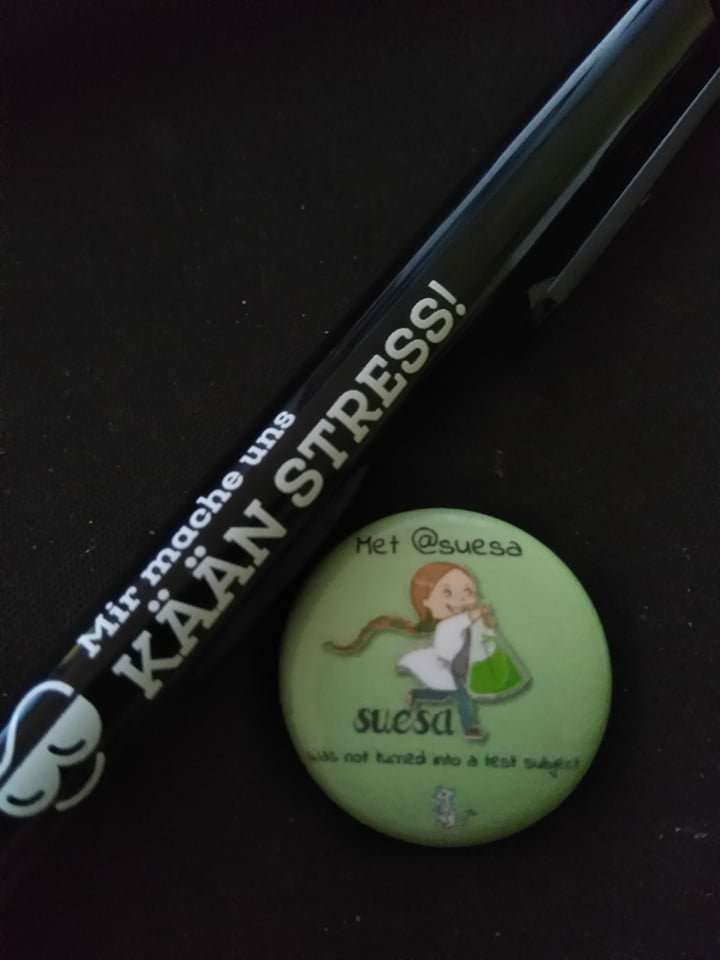 Mir mache uns
KÄÄN STRESS!
Met @suesa
suesa
was not turned into a test subject